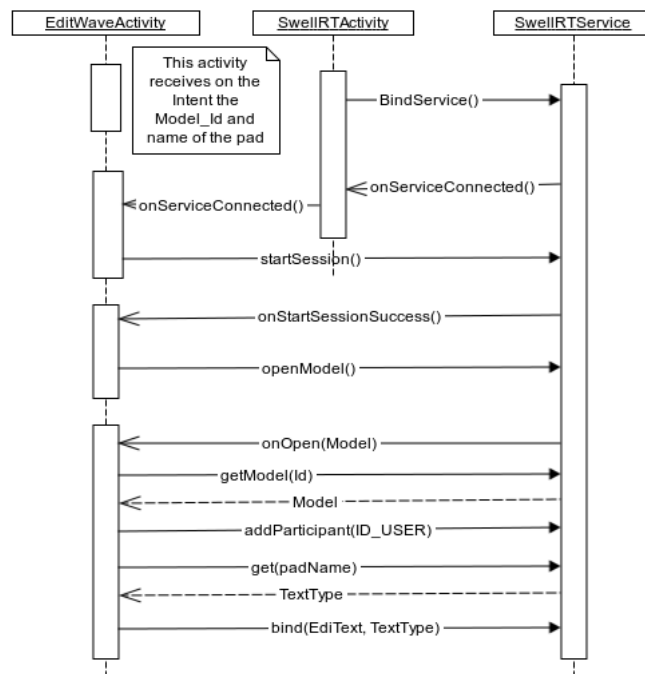 EditWaveActivity
SwellRTActivity
SwellRTService
This activity
receives on the
Intent the
Model_Id and
name of the pad
BindService()
onServiceConnected()
onServiceConnected()
startSession()
onStartSessionSuccess()
openModel()
onOpen(Model)
getModel(Id)
Model
addParticipant(ID_USER)
get(padName)
TextType
bind(EdiText, TextType)